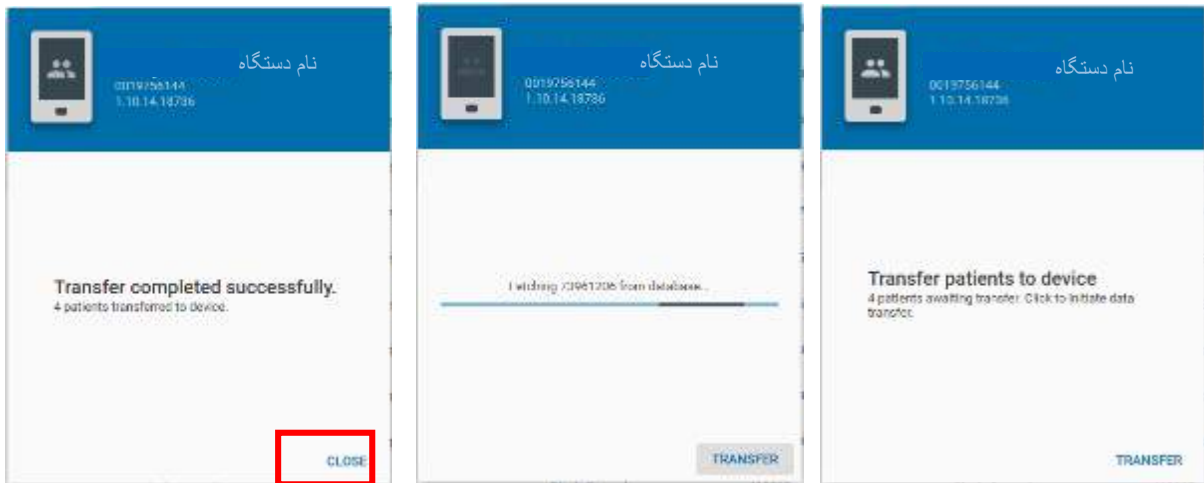 نام دستگاه
0019756144
1.10.14.18736
Transfer completed successfully.
4 patients transferred to device.
CLOSE
نام دستگاه
0019756144
1.10.14.18736
Fetching 73961206 from database...
TRANSFER
نام دستگاه
0019756144
1.10.14.18736
Transfer patients to device
4 patients awaiting transfer. Click to initiate data
transfer.
TRANSFER